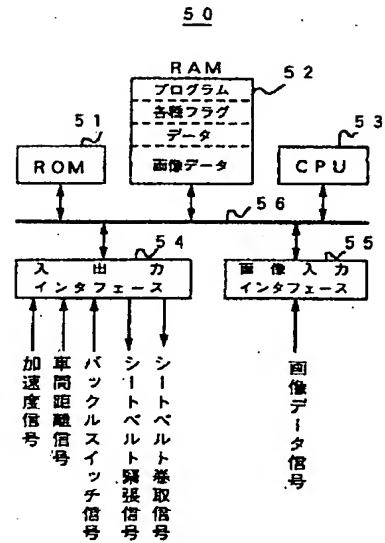 50
RAM
52
プログラム
各種フラグ
データ
画像データ
51
ROM
53
CPU
56
54
入出力
インタフェース
55
画像入力
インタフェース
加速度信号
車間距離信号
バックルスイッチ信号
シートベルト緊張信号
シートベルト巻取信号
画像データ信号